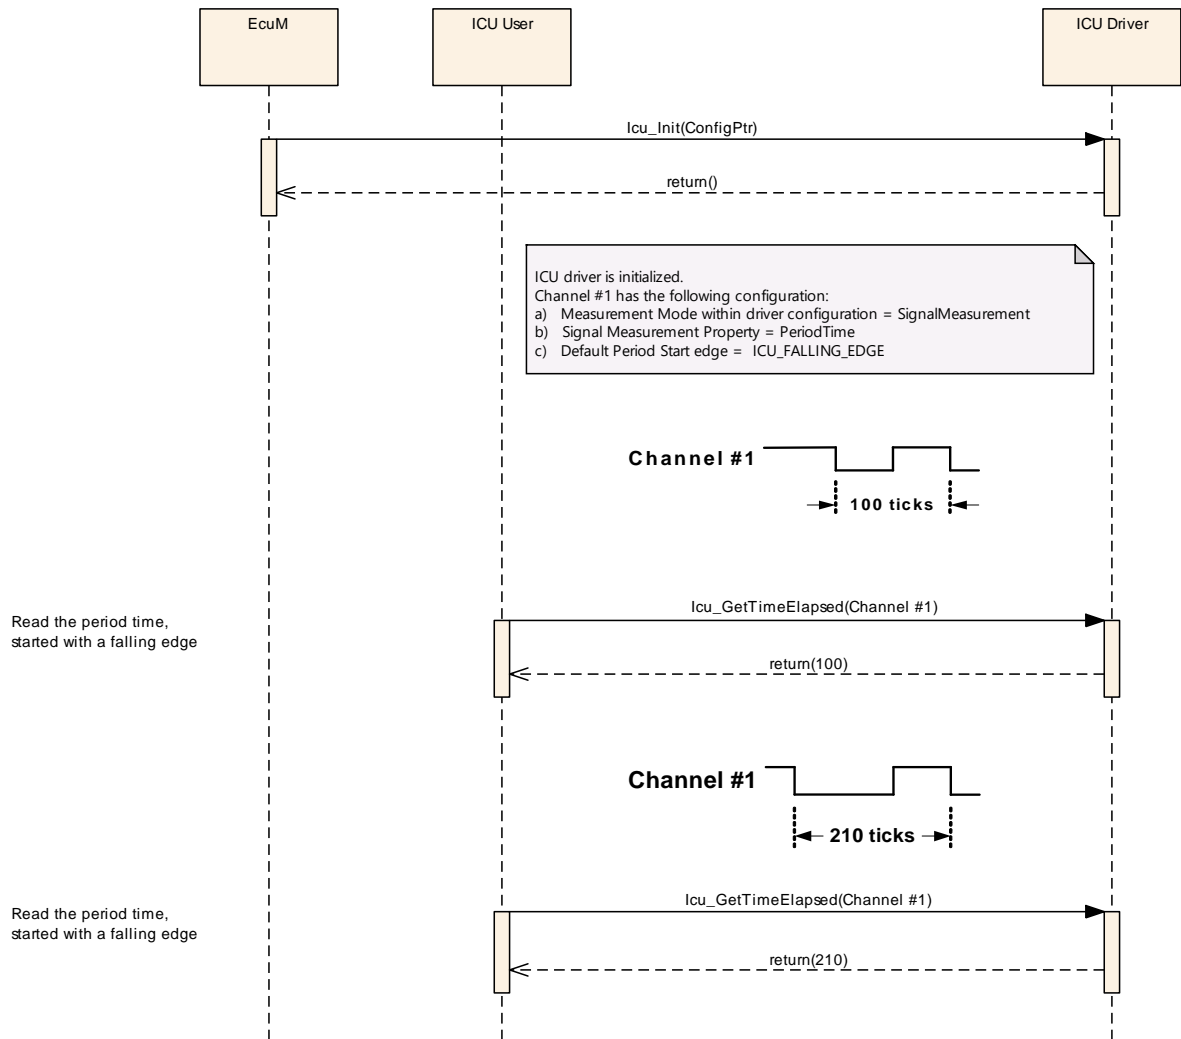 EcuM
ICU User
ICU Driver
Icu_Init(ConfigPtr)
return()
ICU driver is initialized.
Channel #1 has the following configuration:
a) Measurement Mode within driver configuration = SignalMeasurement
b) Signal Measurement Property = PeriodTime
c) Default Period Start edge = ICU_FALLING_EDGE
Channel #1
100 ticks
Icu_GetTimeElapsed(Channel #1)
Read the period time,
started with a falling edge
return(100)
Channel #1
210 ticks
Icu_GetTimeElapsed(Channel #1)
Read the period time,
started with a falling edge
return(210)